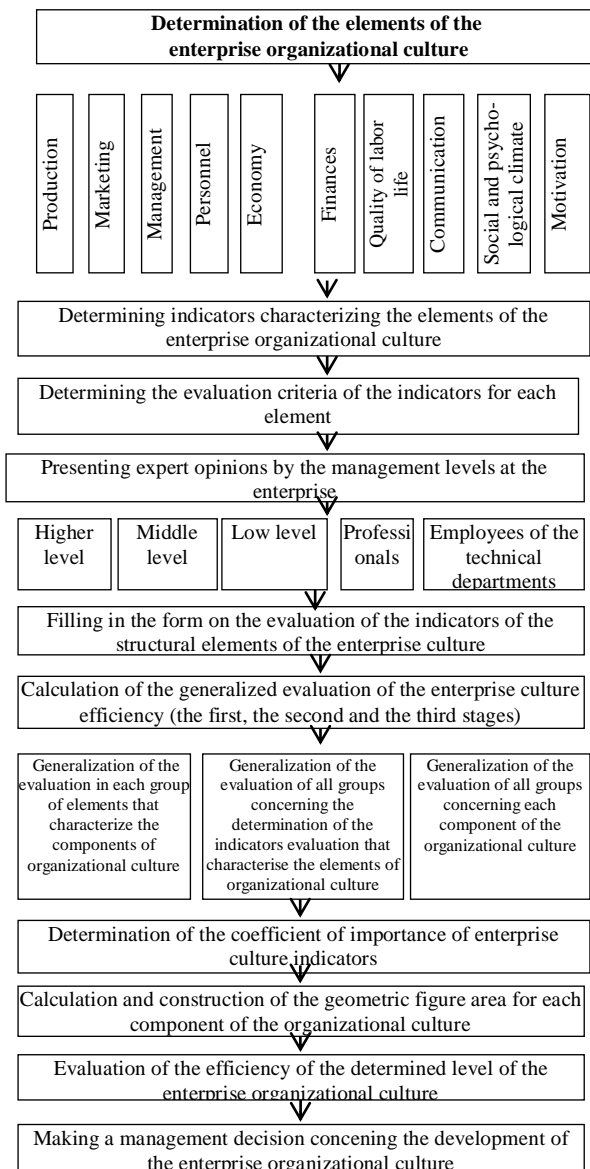 Determination of the elements of the
enterprise organizational culture
Production
Marketing
Management
Personnel
Economy
Finances
Quality of labor
life
Communication
Social and psycho-
logical climate
Motivation
Determining indicators characterizing the elements of the
enterprise organizational culture
Determining the evaluation criteria of the indicators for each
element
Presenting expert opinions by the management levels at the
enterprise
Higher
level
Middle
level
Low level
Professi
onals
Employees of the
technical
departments
Filling in the form on the evaluation of the indicators of the
structural elements of the enterprise culture
Calculation of the generalized evaluation of the enterprise culture
efficiency (the first, the second and the third stages)
Generalization of the
evaluation in each group
of elements that
characterize the
components of
organizational culture
Generalization of the
evaluation of all groups
concerning the
determination of the
indicators evaluation that
characterise the elements of
organizational culture
Generalization of the
evaluation of all groups
concerning each
component of the
organizational culture
Determination of the coefficient of importance of enterprise
culture indicators
Calculation and construction of the geometric figure area for each
component of the organizational culture
Evaluation of the efficiency of the determined level of the
enterprise organizational culture
Making a management decision concening the development of
the enterprise organizational culture